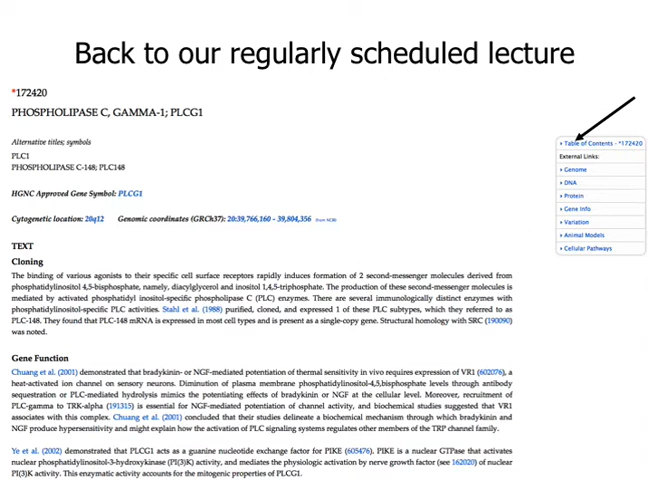 Back to our regularly scheduled lecture
*172420
PHOSPHOLIPASE C, GAMMA-1; PLCG1
Alternative titles; symbols
PLC1
PHOSPHOLIPASE C-148; PLC148
HGNC Approved Gene Symbol: PLCG1
Cytogenetic location: 20q12 Genomic coordinates (GRCh37): 20:39,766,160 - 39,804,356 (from NCBI)
TEXT
Cloning
The binding of various agonists to their specific cell surface receptors rapidly induces formation of 2 second-messenger molecules derived from
phosphatidylinositol 4,5-bisphosphate, namely, diacylglycerol and inositol 1,4,5-triphosphate. The production of these second-messenger molecules is
mediated by activated phosphatidyl inositol-specific phospholipase C (PLC) enzymes. There are several immunologically distinct enzymes with
phosphatidylinositol-specific PLC activities. Stahl et al. (1988) purified, cloned, and expressed 1 of these PLC subtypes, which they referred to as
PLC-148. They found that PLC-148 mRNA is expressed in most cell types and is present as a single-copy gene. Structural homology with SRC (190090)
was noted.
Gene Function
Chuang et al. (2001) demonstrated that bradykinin- or NGF-mediated potentiation of thermal sensitivity in vivo requires expression of VR1 (602076), a
heat-activated ion channel on sensory neurons. Diminution of plasma membrane phosphatidylinositol-4,5,bisphosphate levels through antibody
sequestration or PLC-mediated hydrolysis mimics the potentiating effects of bradykinin or NGF at the cellular level. Moreover, recruitment of
PLC-gamma to TRK-alpha (191315) is essential for NGF-mediated potentiation of channel activity, and biochemical studies suggested that VR1
associates with this complex. Chuang et al. (2001) concluded that their studies delineate a biochemical mechanism through which bradykinin and
NGF produce hypersensitivity and might explain how the activation of PLC signaling systems regulates other members of the TRP channel family.
Ye et al. (2002) demonstrated that PLCG1 acts as a guanine nucleotide exchange factor for PIKE (605476). PIKE is a nuclear GTPase that activates
nuclear phosphatidylinositol-3-hydroxykinase (PI(3)K) activity, and mediates the physiologic activation by nerve growth factor (see 162020) of nuclear
PI(3)K activity. This enzymatic activity accounts for the mitogenic properties of PLCG1.
Table of Contents - *172420
External Links:
Genome
DNA
Protein
Gene Info
Variation
Animal Models
Cellular Pathways